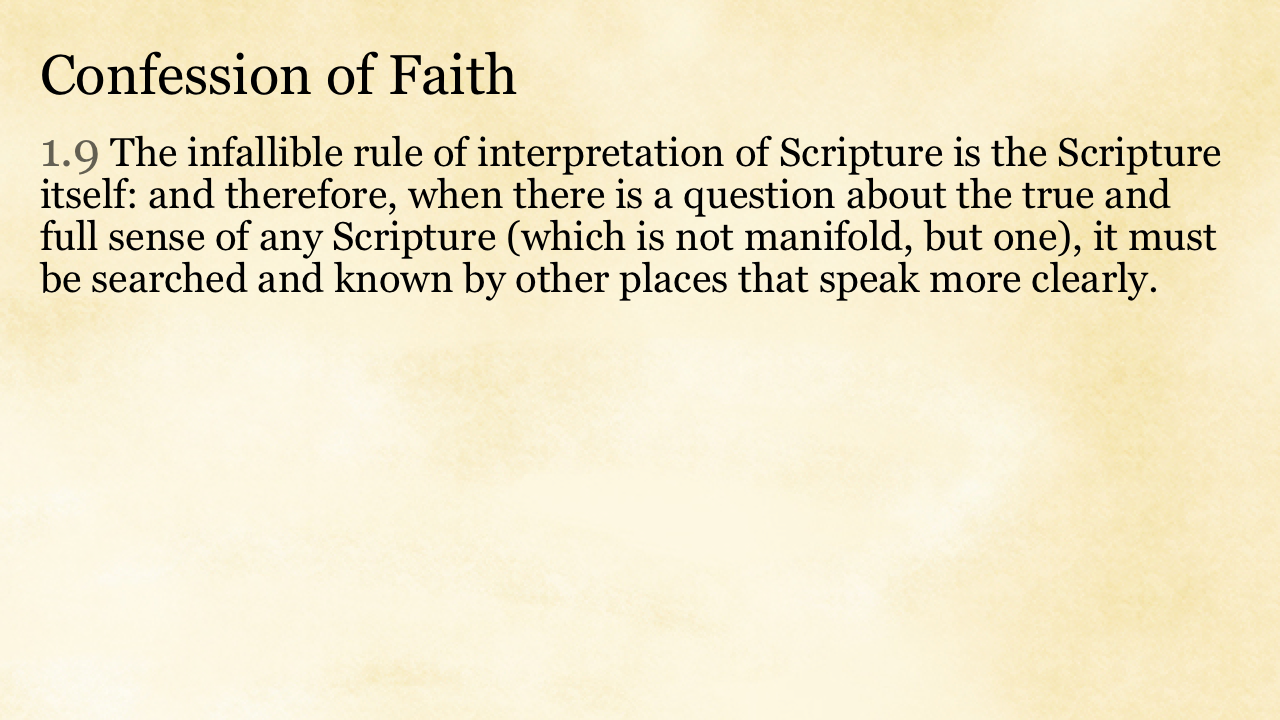 Confession of Faith
1.9 The infallible rule of interpretation of Scripture is the Scripture
itself: and therefore, when there is a question about the true and
full sense of any Scripture (which is not manifold, but one), it must
be searched and known by other places that speak more clearly.